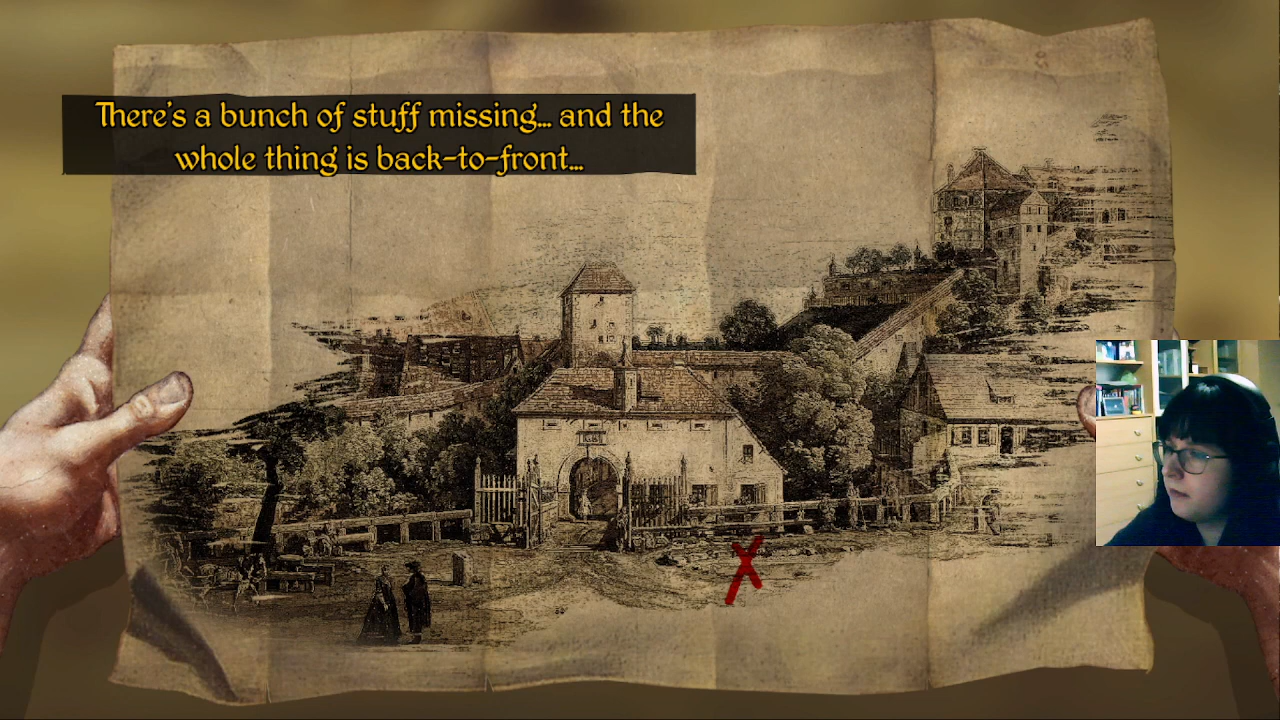 There's a bunch of stuff missing... and the
whole thing is back-to-front...